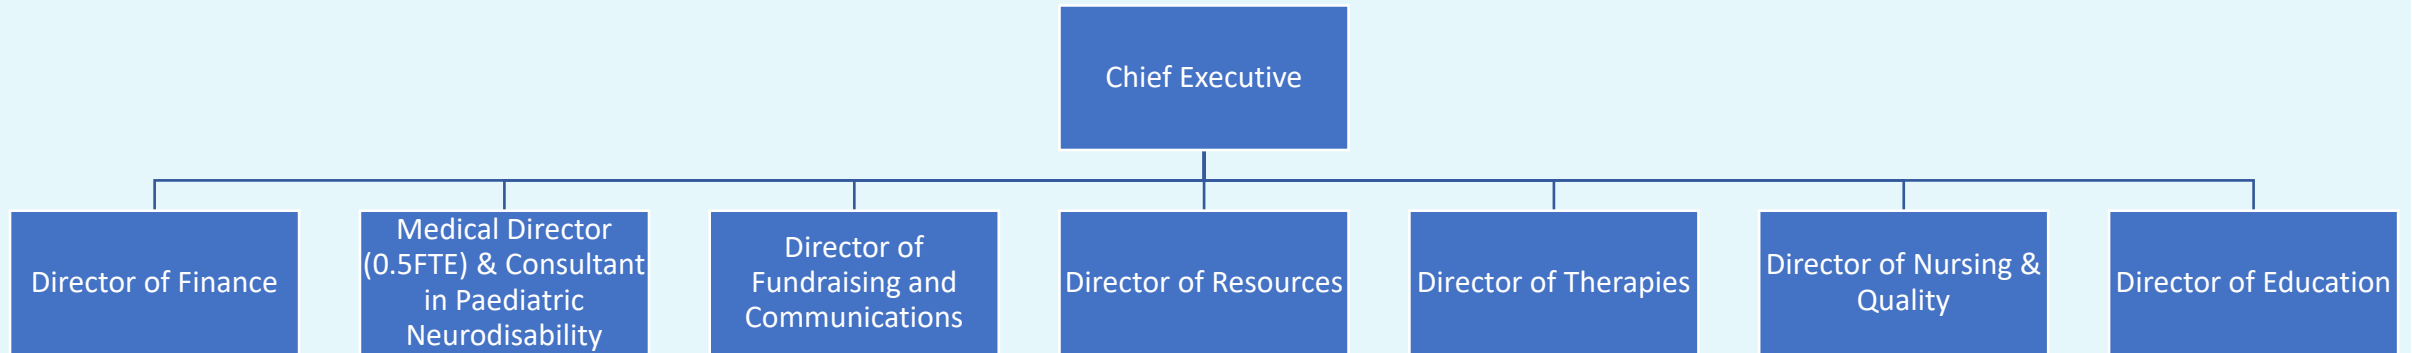 Chief Executive
Director of Finance
Medical Director
(0.5FTE) & Consultant
in Paediatric
Neurodisability
Director of
Fundraising and
Communications
Director of Resources
Director of Therapies
Director of Nursing &
Quality
Director of Education